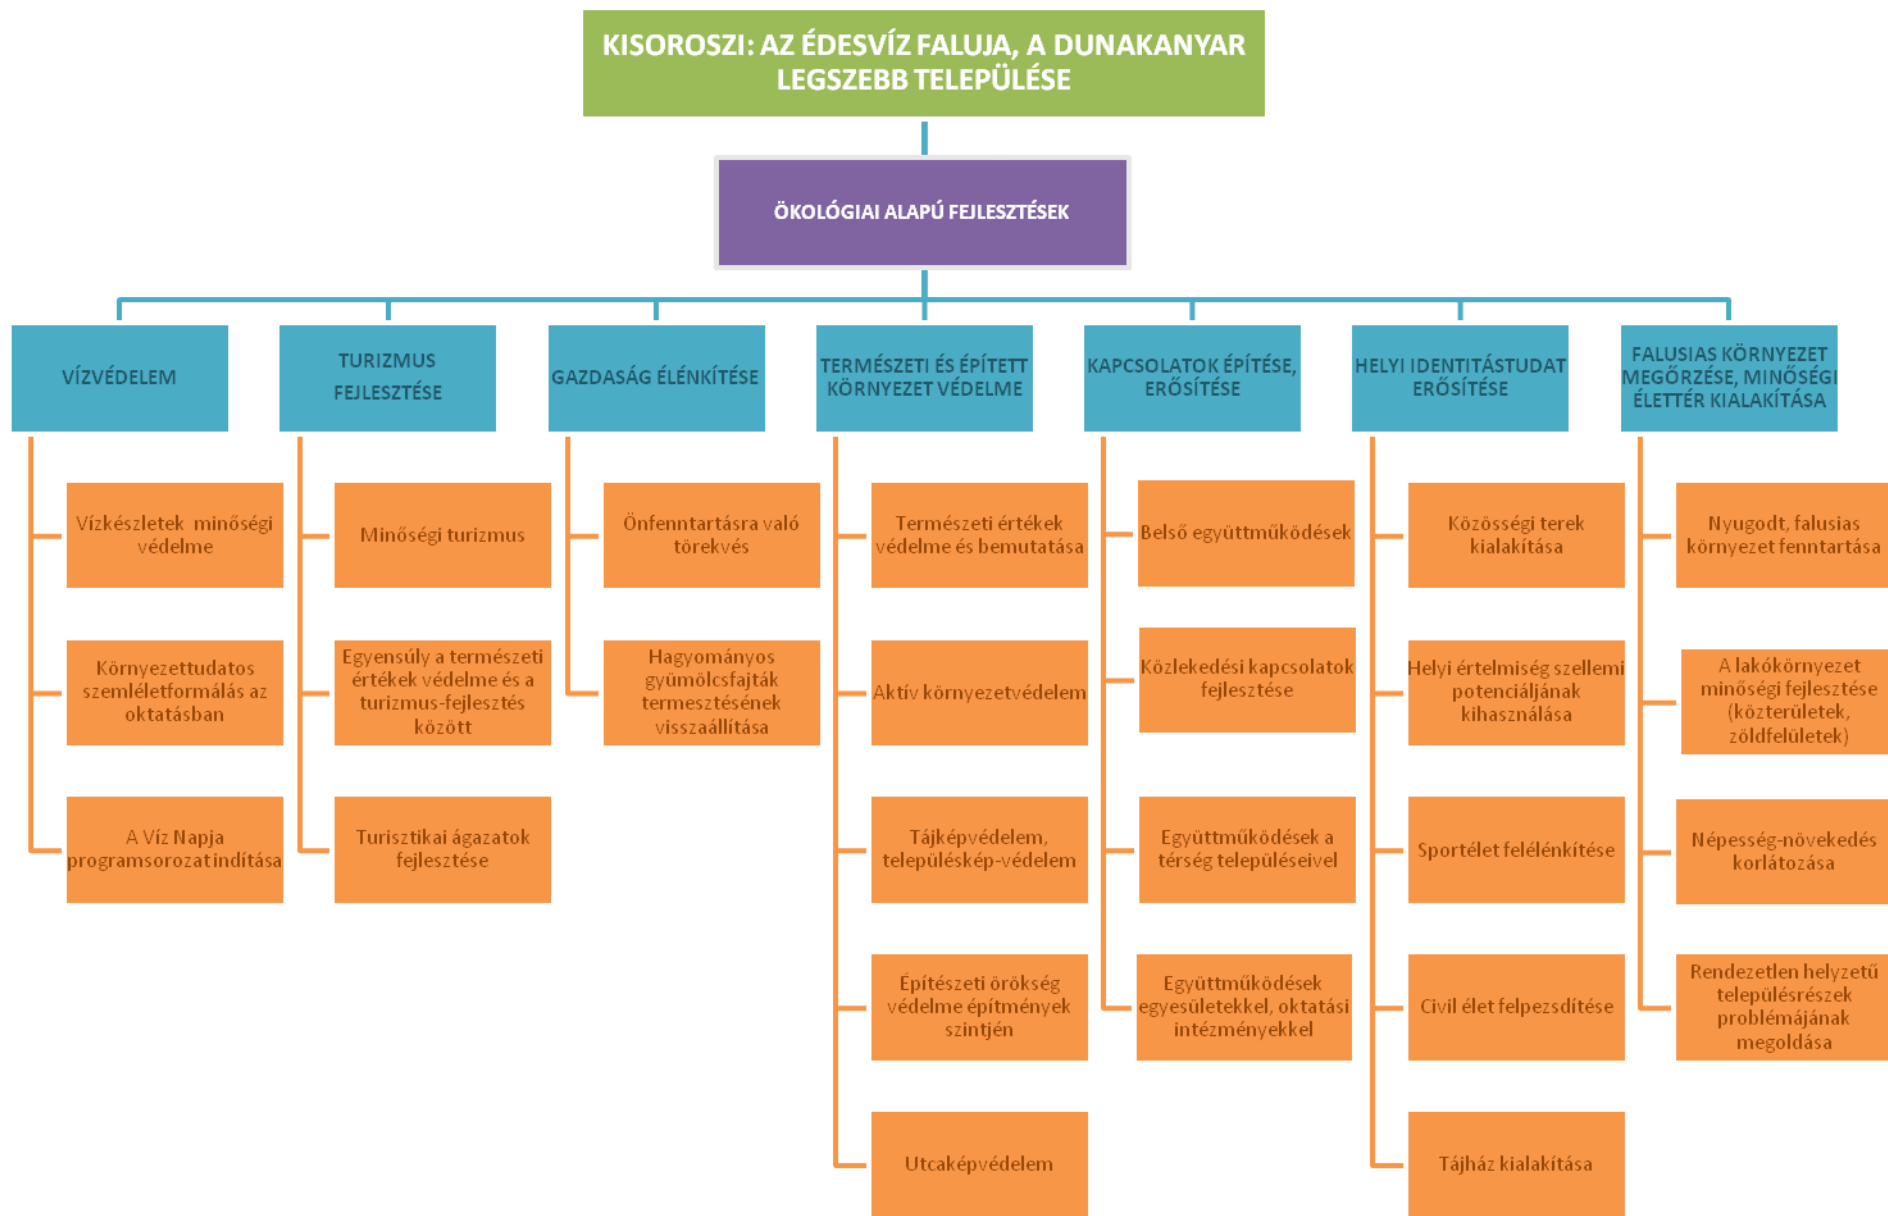 KISOROSZI: AZ ÉDESVÍZ FALUJA, A DUNAKANYAR
LEGSZEBB TELEPÜLÉSE
ÖKOLÓGIAI ALAPÚ FEJLESZTÉSEK
VÍZVÉDELEM
Vízkészletek minőségi
védelme
Környezettudatos
szemléletformálás az
oktatásban
A Víz Napja
programsorozat indítása
TURIZMUS
FEJLESZTÉSE
Minőségi turizmus
Egyensúly a természeti
értékek védelme és a
turizmus-fejlesztés
között
Turisztikai ágazatok
fejlesztése
GAZDASÁG ÉLÉNKÍTÉSE
Önfenntartásra való
törekvés
Hagyományos
gyümölcsfajták
termesztésének
visszaállítása
TERMÉSZETI ÉS ÉPÍTETT
KÖRNYEZET VÉDELME
Természeti értékek
védelme és bemutatása
Aktív környezetvédelem
Tájképvédelem,
településkép-védelem
Építészeti örökség
védelme építmények
szintjén
Utcaképvédelem
KAPCSOLATOK ÉPÍTÉSE,
ERŐSÍTÉSE
Belső együttműködések
Közlekedési kapcsolatok
fejlesztése
Együttműködések a
térség településeivel
Együttműködések
egyesületekkel, oktatási
intézményekkel
HELYI IDENTITÁSTUDAT
ERŐSÍTÉSE
Közösségi terek
kialakítása
Helyi értelmiség szellemi
potenciáljának
kihasználása
Sportélet felélénkítése
Civil élet felpezsdítése
Tájház kialakítása
FALUSIAS KÖRNYEZET
MEGŐRZÉSE, MINŐSÉGI
ÉLETTÉR KIALAKÍTÁSA
Nyugodt, falusias
környezet fenntartása
A lakókörnyezet
minőségi fejlesztése
(közterületek,
zöldfelületek)
Népesség-növekedés
korlátozása
Rendezetlen helyzetű
településrészek
problémájának
megoldása